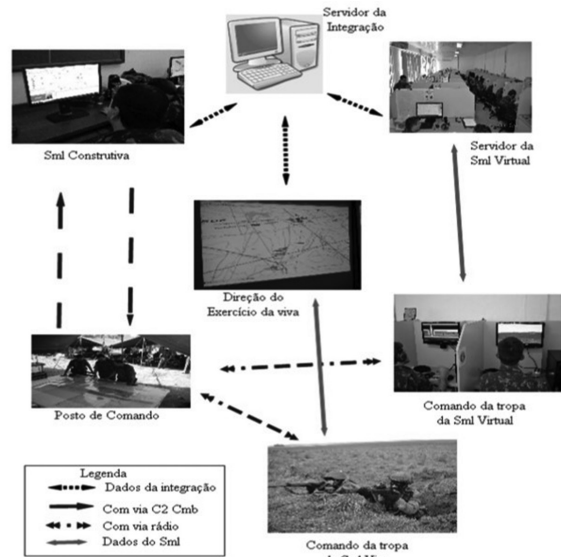 Servidor da
Integração
Sml Construtiva
Servidor da
Sml Virtual
Direção do
Exercício da viva
Posto de Comando
Comando da tropa
da Sml Virtual
Comando da tropa
Legenda
Dados da integração
Com via C2 Cmb
Com via rádio
Dados do Sml